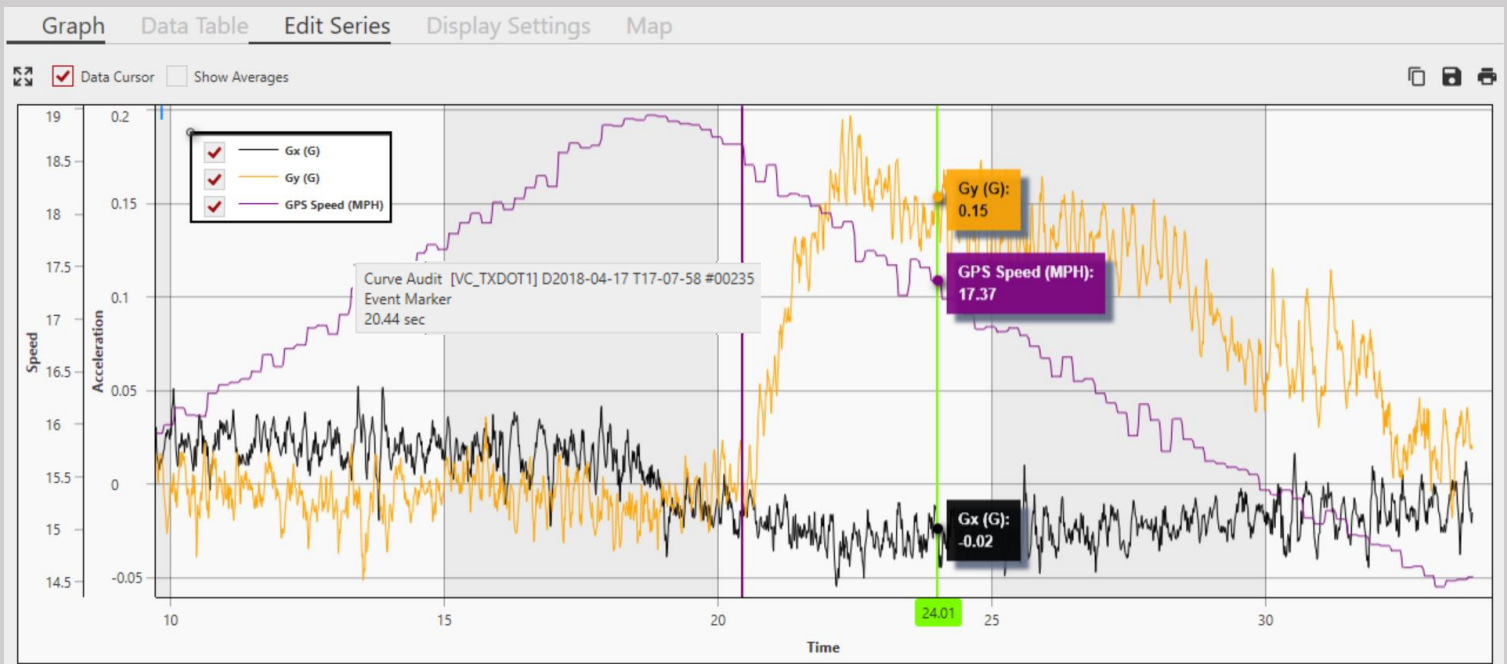 Graph Data Table Edit Series Display Settings Map
Data Cursor Show Averages
Speed
19
18.5
18
17.5
17
16.5
16
15.5
15
14.5
Acceleration
0.2
0.15
0.1
0.05
0
-0.05
Gx (G)
Gy (G)
GPS Speed (MPH)
Curve Audit [VC_TXDOT1] D2018-04-17 T17-07-58 #00235
Event Marker
20.44 sec
Gy (G):
0.15
GPS Speed (MPH):
17.37
Gx (G):
-0.02
10 15 20 24.01 25 30
Time